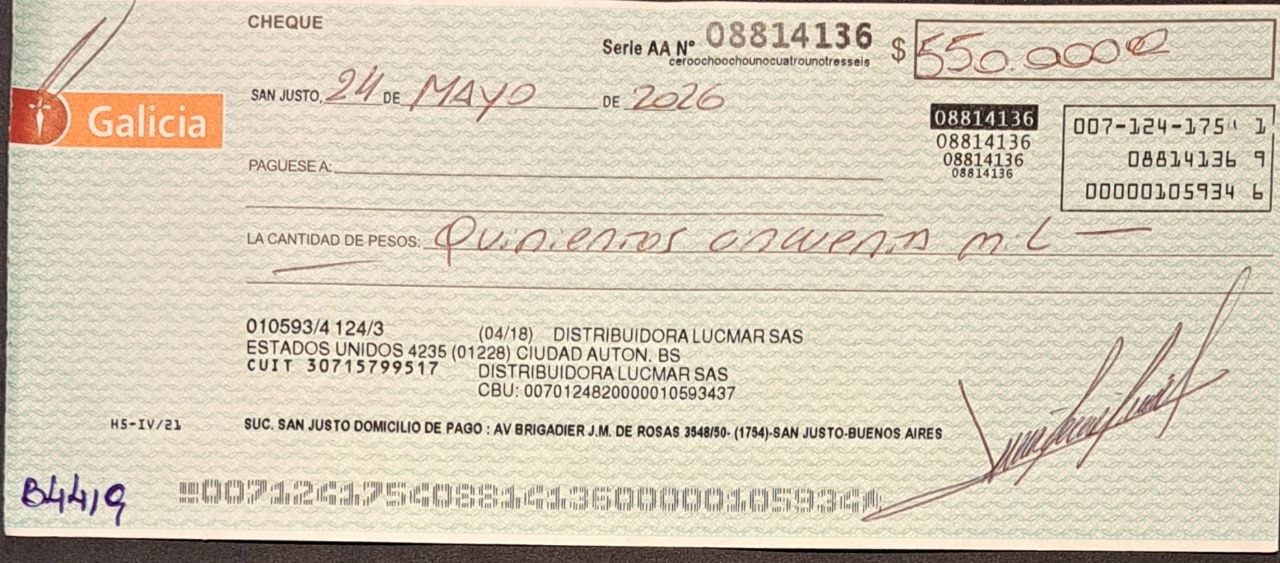 CHEQUE
Serie AA N° 08814136 $ 550.000
ceroochoochounocuatrounotresseis
SAN JUSTO, 24 DE MAYO DE 2026
Galicia
08814136
08814136
08814136
08814136
007-124-1754 1
08814136 9
00000105934 6
PAGUESE A:
LA CANTIDAD DE PESOS: Quinientos cincuenta mil
010593/4 124/3 (04/18) DISTRIBUIDORA LUCMAR SAS
ESTADOS UNIDOS 4235 (01228) CIUDAD AUTON. BS
CUIT 30715799517 DISTRIBUIDORA LUCMAR SAS
CBU: 0070124820000010593437
HS-IV/21 SUC. SAN JUSTO DOMICILIO DE PAGO : AV BRIGADIER J.M. DE ROSAS 3548/50- (1754)-SAN JUSTO-BUENOS AIRES
B4419